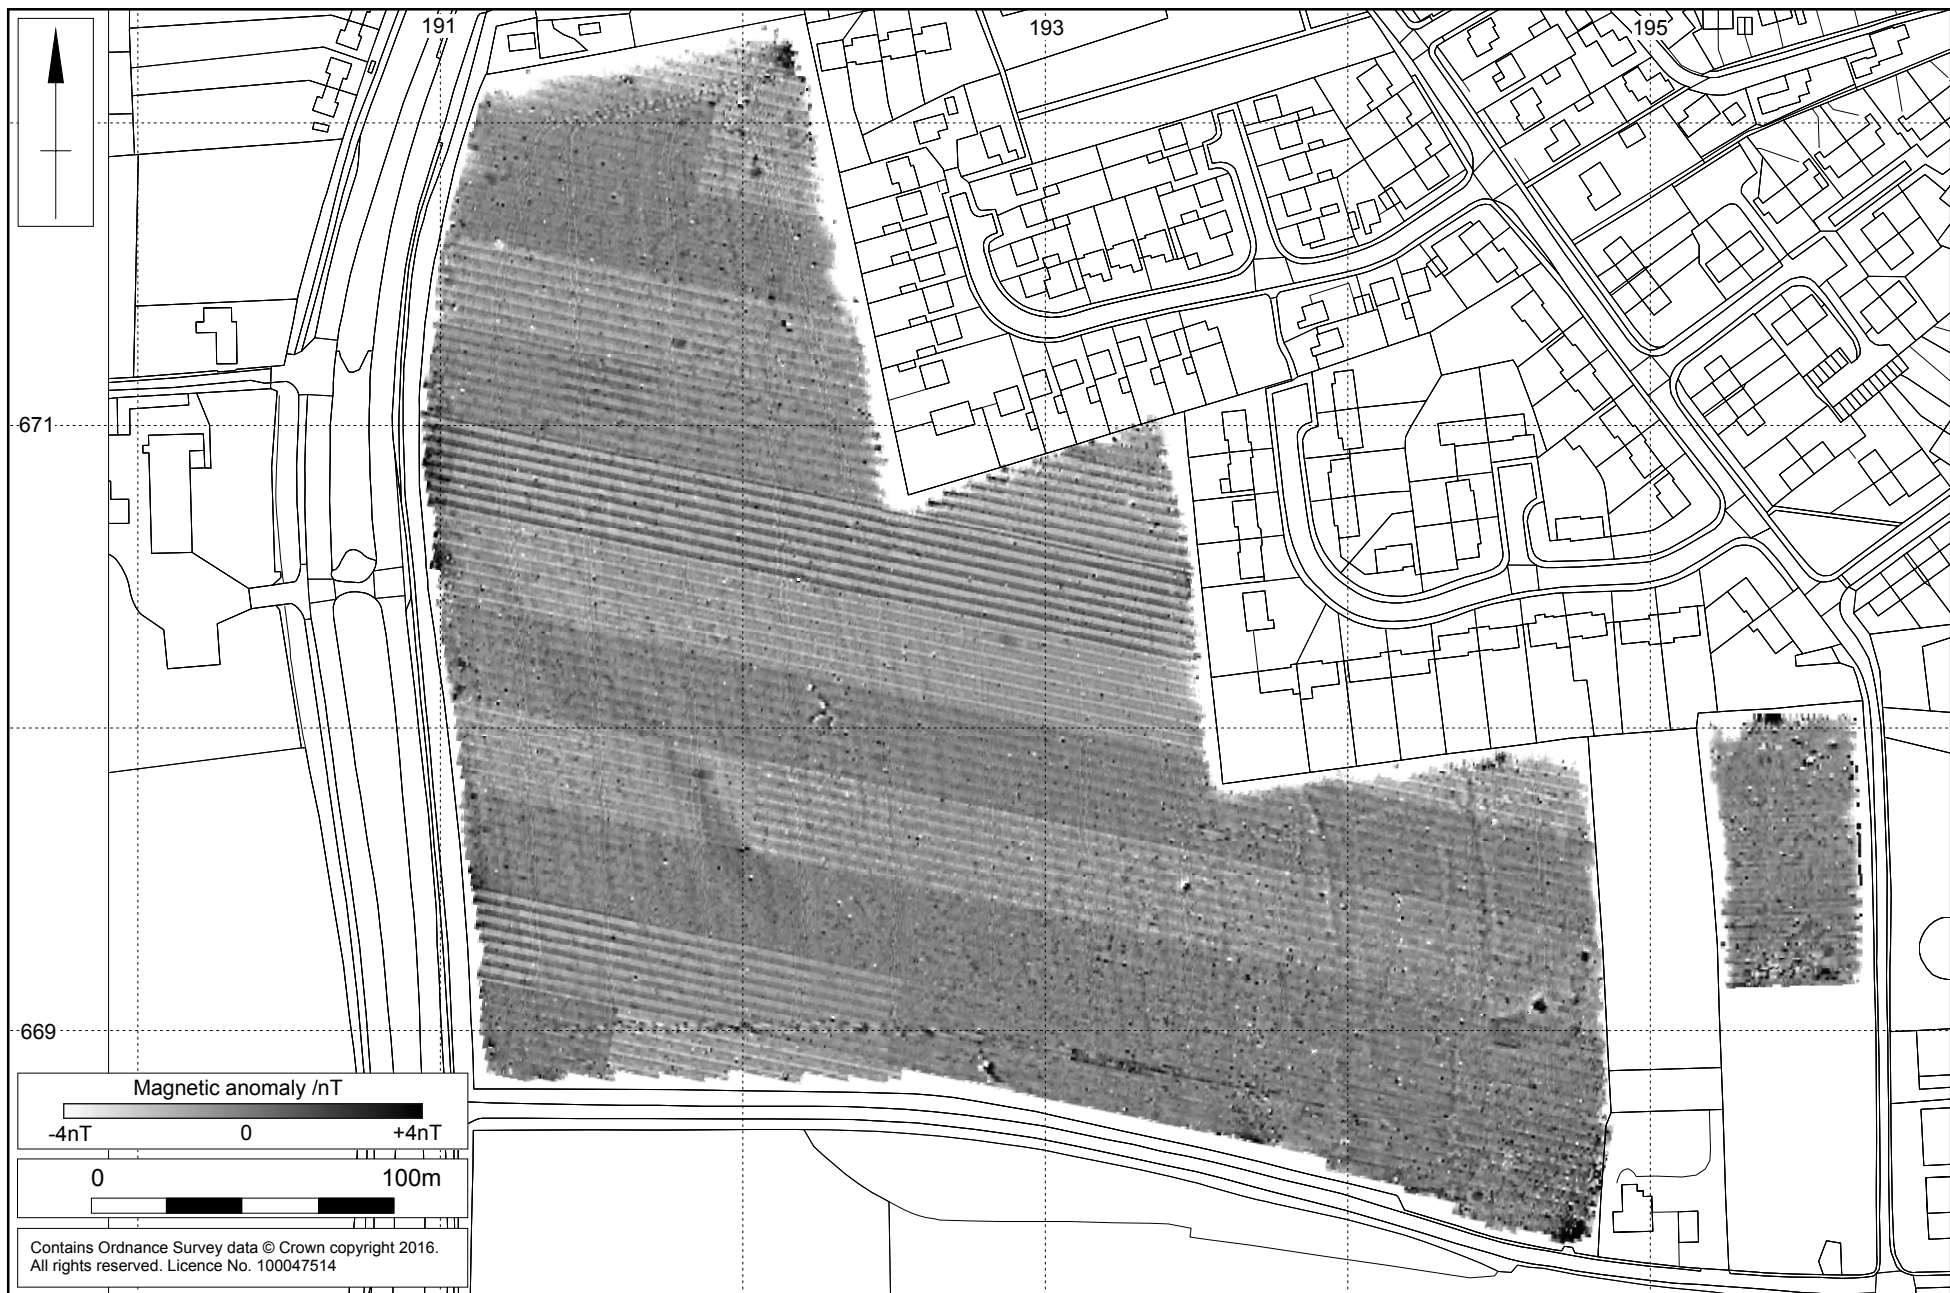 191
193
195
671
669
Magnetic anomaly /nT
-4nT
0
+4nT
0
100m
Contains Ordnance Survey data © Crown copyright 2016.
All rights reserved. Licence No. 100047514